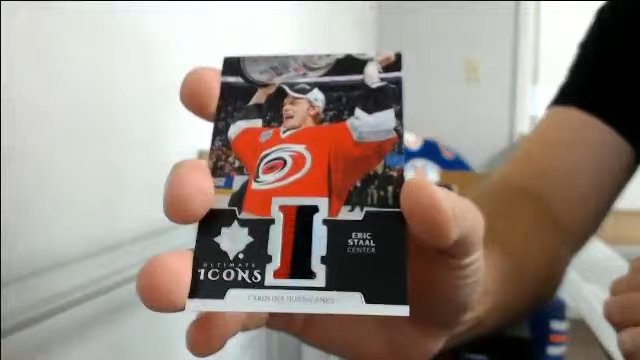 ERIC
STAAL
CENTER
ULTIMATE
ICONS
CAROLINA HURRICANES